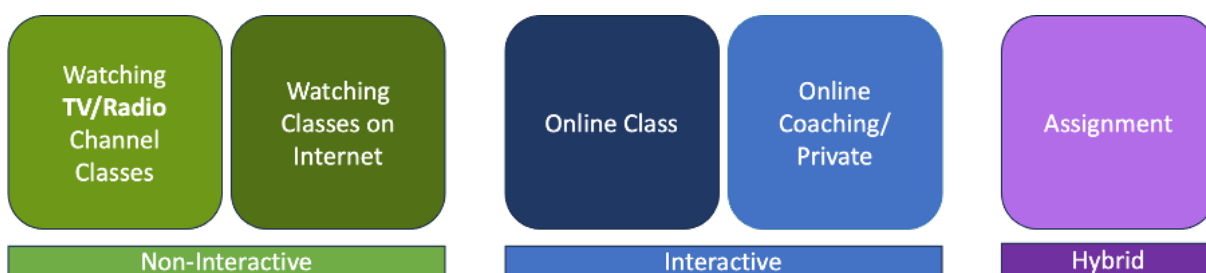 Watching
TV/Radio
Channel
Classes
Watching
Classes on
Internet
Online Class
Online
Coaching/
Private
Assignment
Non-Interactive
Interactive
Hybrid